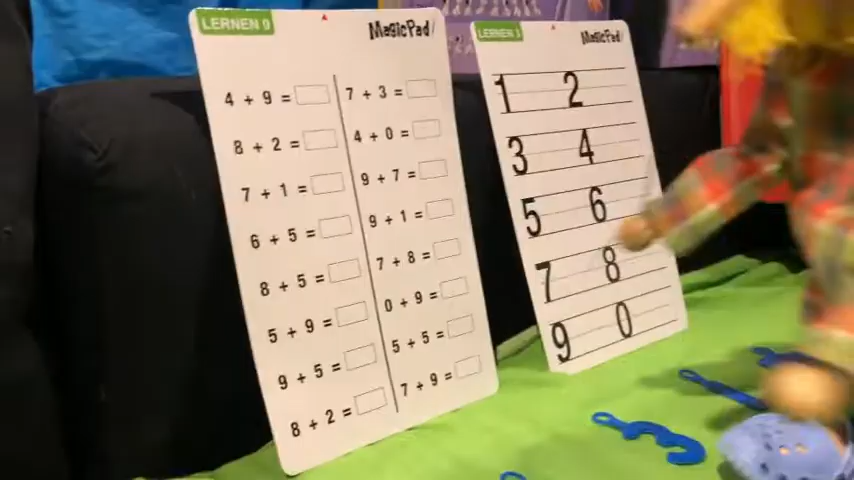 LERNEN 9
MagicPad
4 + 9 =
7 + 3 =
8 + 2 =
4 + 0 =
7 + 1 =
9 + 7 =
6 + 5 =
9 + 1 =
8 + 5 =
7 + 8 =
5 + 9 =
0 + 9 =
9 + 5 =
5 + 5 =
8 + 2 =
7 + 9 =
LERNEN
MagicPad
1 2
3 4
5 6
7 8
9 0